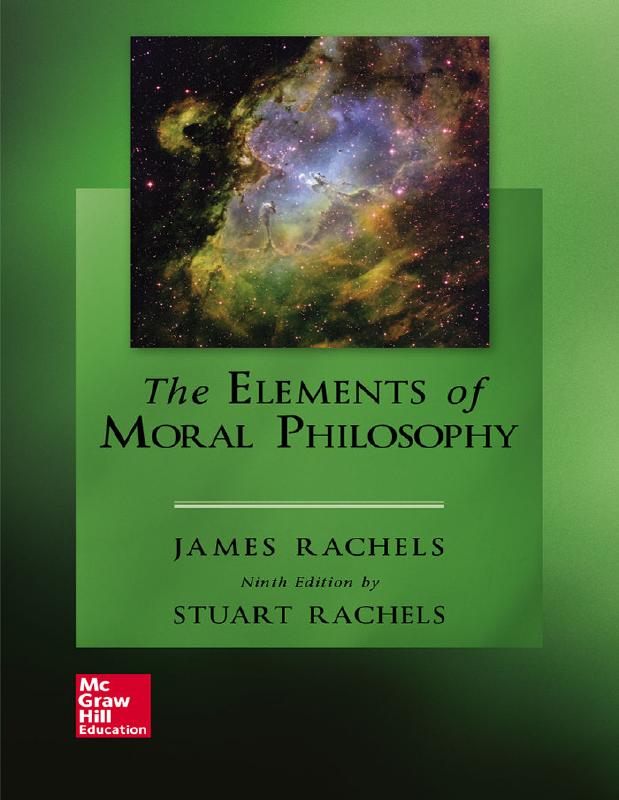 The ELEMENTS of
MORAL PHILOSOPHY
JAMES RACHELS
Ninth Edition by
STUART RACHELS
Mc
Graw
Hill
Education